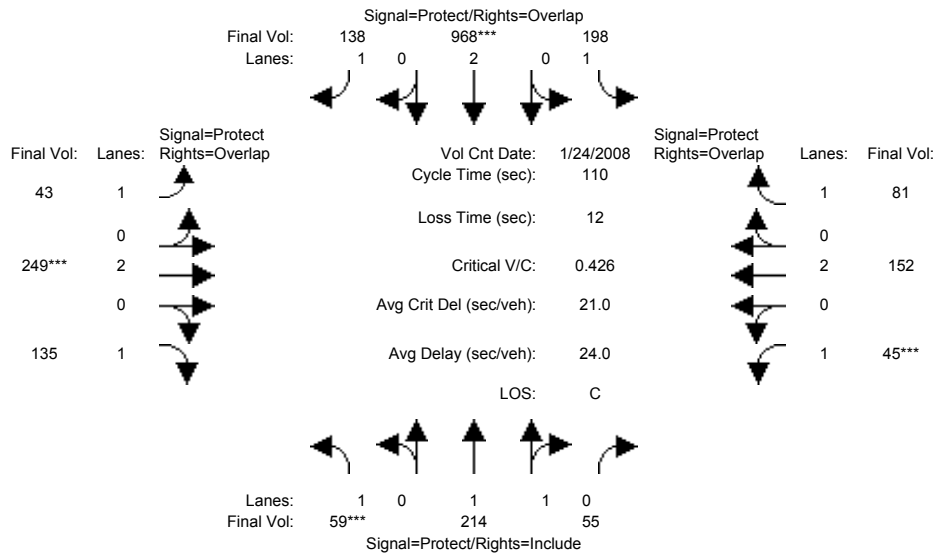 Signal=Protect/Rights=Overlap
Final Vol: 138 968*** 198
Lanes: 1 0 2 0 1
Signal=Protect Signal=Protect
Final Vol: Lanes: Rights=Overlap Vol Cnt Date: 1/24/2008 Rights=Overlap Lanes: Final Vol:
Cycle Time (sec): 110
43 1 1 81
Loss Time (sec): 12
0 0
249*** 2 Critical V/C: 0.426 2 152
0 Avg Crit Del (sec/veh): 21.0 0
135 1 Avg Delay (sec/veh): 24.0 1 45***
LOS: C
Lanes: 1 0 1 1 0
Final Vol: 59*** 214 55
Signal=Protect/Rights=Include